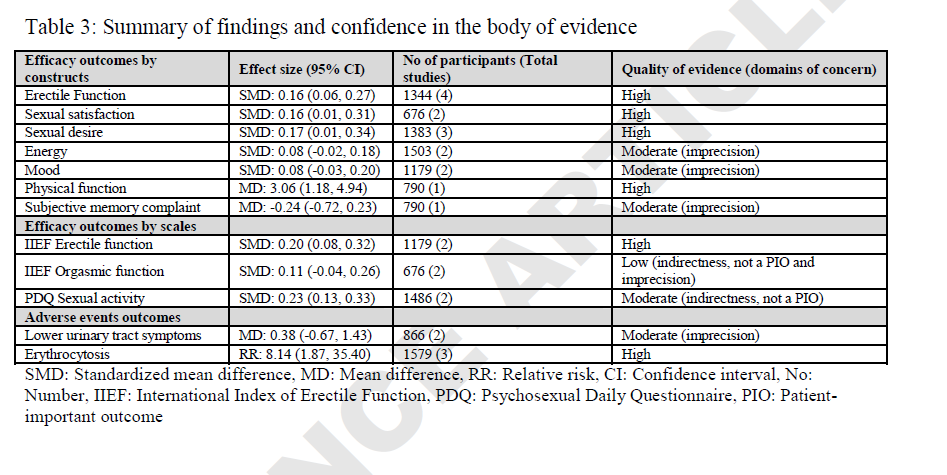 Table 3: Summary of findings and confidence in the body of evidence
Efficacy outcomes by constructs | Effect size (95% CI) | No of participants (Total studies) | Quality of evidence (domains of concern)
Erectile Function | SMD: 0.16 (0.06, 0.27) | 1344 (4) | High
Sexual satisfaction | SMD: 0.16 (0.01, 0.31) | 676 (2) | High
Sexual desire | SMD: 0.17 (0.01, 0.34) | 1383 (3) | High
Energy | SMD: 0.08 (-0.02, 0.18) | 1503 (2) | Moderate (imprecision)
Mood | SMD: 0.08 (-0.03, 0.20) | 1179 (2) | Moderate (imprecision)
Physical function | MD: 3.06 (1.18, 4.94) | 790 (1) | High
Subjective memory complaint | MD: -0.24 (-0.72, 0.23) | 790 (1) | Moderate (imprecision)
Efficacy outcomes by scales
IIEF Erectile function | SMD: 0.20 (0.08, 0.32) | 1179 (2) | High
IIEF Orgasmic function | SMD: 0.11 (-0.04, 0.26) | 676 (2) | Low (indirectness, not a PIO and imprecision)
PDQ Sexual activity | SMD: 0.23 (0.13, 0.33) | 1486 (2) | Moderate (indirectness, not a PIO)
Adverse events outcomes
Lower urinary tract symptoms | MD: 0.38 (-0.67, 1.43) | 866 (2) | Moderate (imprecision)
Erythrocytosis | RR: 8.14 (1.87, 35.40) | 1579 (3) | High
SMD: Standardized mean difference, MD: Mean difference, RR: Relative risk, CI: Confidence interval, No:
Number, IIEF: International Index of Erectile Function, PDQ: Psychosexual Daily Questionnaire, PIO: Patient-
important outcome
NCE ARTICL